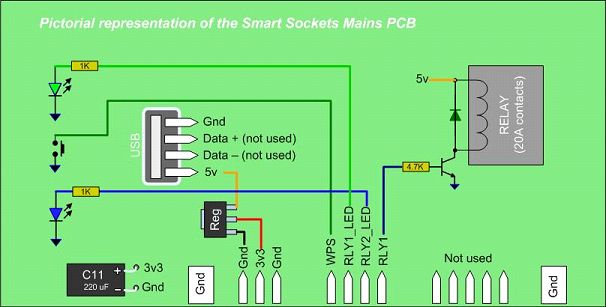 Pictorial representation of the Smart Sockets Mains PCB
1K
USB
Gnd
Data + (not used)
Data – (not used)
5v
5v
RELAY
(20A contacts)
4.7K
1K
Reg
Gnd
3v3
Gnd
WPS
RLY1_LED
RLY2_LED
RLY1
Not used
C11
220 uF
+
–
3v3
Gnd
Gnd
Gnd